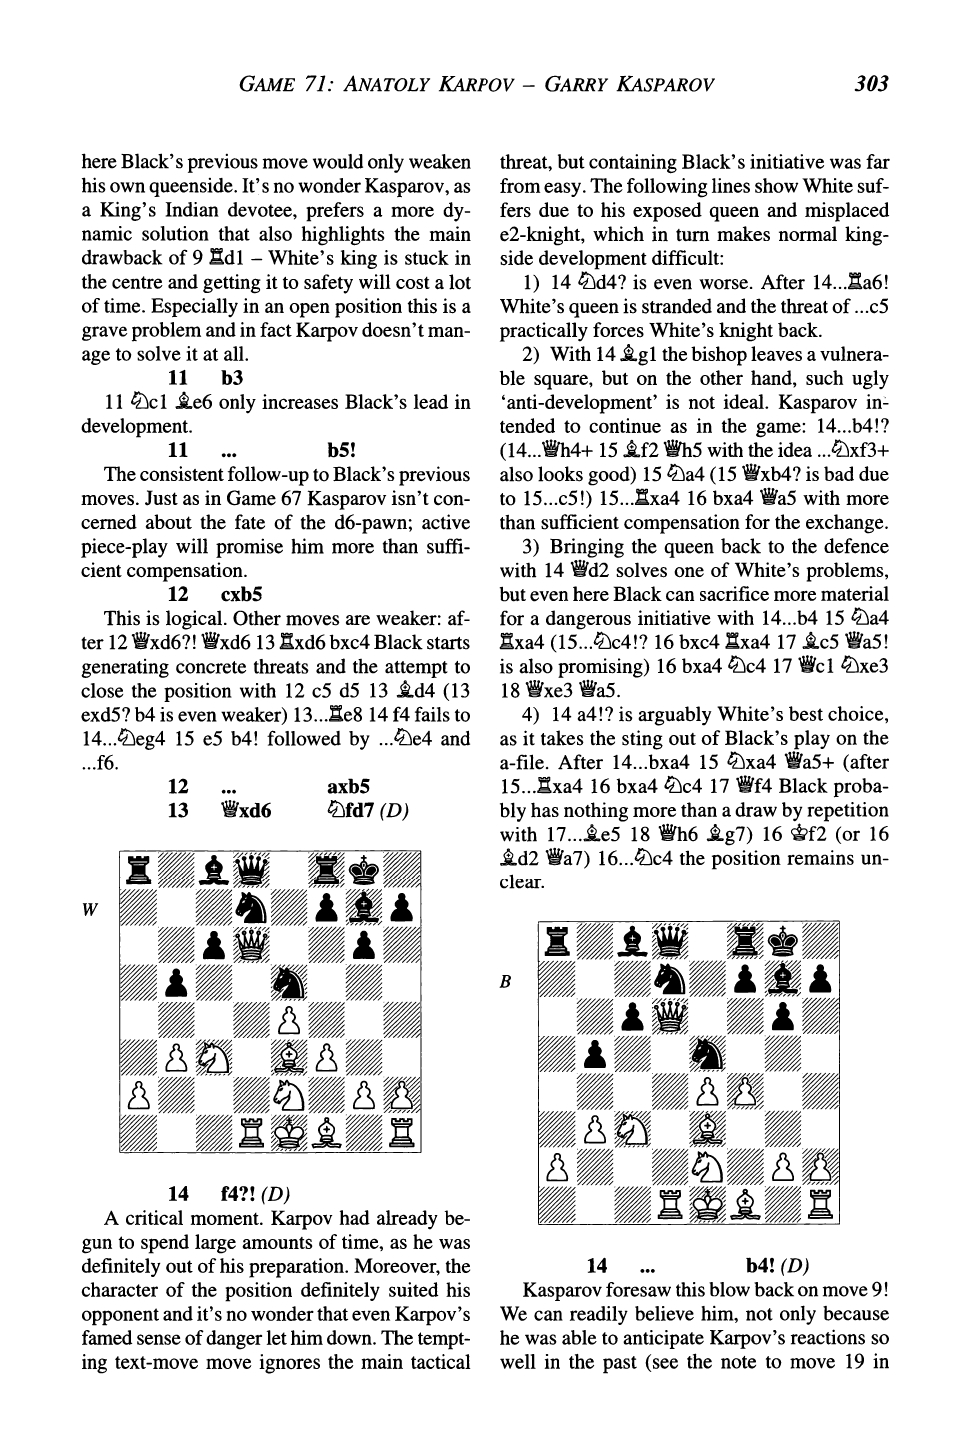 GAME 71: ANATOLY KARPOV – GARRY KASPAROV 303
here Black's previous move would only weaken
his own queenside. It's no wonder Kasparov, as
a King's Indian devotee, prefers a more dy-
namic solution that also highlights the main
drawback of 9 ♖d1 – White's king is stuck in
the centre and getting it to safety will cost a lot
of time. Especially in an open position this is a
grave problem and in fact Karpov doesn't man-
age to solve it at all.
11 b3
11 ♘c1 ♗e6 only increases Black's lead in
development.
11 ... b5!
The consistent follow-up to Black's previous
moves. Just as in Game 67 Kasparov isn't con-
cerned about the fate of the d6-pawn; active
piece-play will promise him more than suffi-
cient compensation.
12 cxb5
This is logical. Other moves are weaker: af-
ter 12 ♕xd6?! ♕xd6 13 ♖xd6 bxc4 Black starts
generating concrete threats and the attempt to
close the position with 12 c5 d5 13 ♗d4 (13
exd5? b4 is even weaker) 13...♖e8 14 f4 fails to
14...♘eg4 15 e5 b4! followed by ...♘e4 and
...f6.
12 ... axb5
13 ♕xd6 ♘fd7 (D)
W
14 f4?! (D)
A critical moment. Karpov had already be-
gun to spend large amounts of time, as he was
definitely out of his preparation. Moreover, the
character of the position definitely suited his
opponent and it's no wonder that even Karpov's
famed sense of danger let him down. The tempt-
ing text-move move ignores the main tactical
threat, but containing Black's initiative was far
from easy. The following lines show White suf-
fers due to his exposed queen and misplaced
e2-knight, which in turn makes normal king-
side development difficult:
1) 14 ♘d4? is even worse. After 14...♖a6!
White's queen is stranded and the threat of ...c5
practically forces White's knight back.
2) With 14 ♗g1 the bishop leaves a vulnera-
ble square, but on the other hand, such ugly
‘anti-development’ is not ideal. Kasparov in-
tended to continue as in the game: 14...b4!?
(14...♕h4+ 15 ♗f2 ♕h5 with the idea ...♘xf3+
also looks good) 15 ♘a4 (15 ♕xb4? is bad due
to 15...c5!) 15...♖xa4 16 bxa4 ♕a5 with more
than sufficient compensation for the exchange.
3) Bringing the queen back to the defence
with 14 ♕d2 solves one of White's problems,
but even here Black can sacrifice more material
for a dangerous initiative with 14...b4 15 ♘a4
♖xa4 (15...♘c4!? 16 bxc4 ♖xa4 17 ♗c5 ♕a5!
is also promising) 16 bxa4 ♘c4 17 ♕c1 ♘xe3
18 ♕xe3 ♕a5.
4) 14 a4!? is arguably White's best choice,
as it takes the sting out of Black's play on the
a-file. After 14...bxa4 15 ♘xa4 ♕a5+ (after
15...♖xa4 16 bxa4 ♘c4 17 ♕f4 Black proba-
bly has nothing more than a draw by repetition
with 17...♗e5 18 ♕h6 ♗g7) 16 ♔f2 (or 16
♗d2 ♕a7) 16...♘c4 the position remains un-
clear.
B
14 ... b4! (D)
Kasparov foresaw this blow back on move 9!
We can readily believe him, not only because
he was able to anticipate Karpov's reactions so
well in the past (see the note to move 19 in